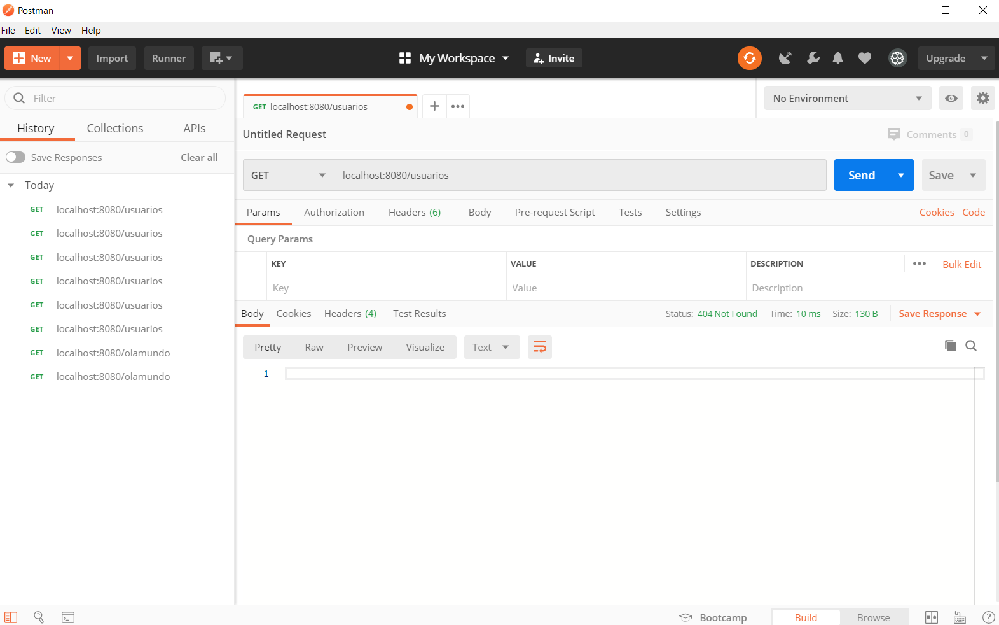 Postman
File Edit View Help
New Import Runner My Workspace Invite Upgrade
Filter
History Collections APIs
Save Responses Clear all
Today
GET localhost:8080/usuarios
GET localhost:8080/usuarios
GET localhost:8080/usuarios
GET localhost:8080/usuarios
GET localhost:8080/usuarios
GET localhost:8080/usuarios
GET localhost:8080/olamundo
GET localhost:8080/olamundo
GET localhost:8080/usuarios
No Environment
Untitled Request
Comments 0
GET localhost:8080/usuarios Send Save
Params Authorization Headers (6) Body Pre-request Script Tests Settings Cookies Code
Query Params
KEY VALUE DESCRIPTION ••• Bulk Edit
Key Value Description
Body Cookies Headers (4) Test Results Status: 404 Not Found Time: 10 ms Size: 130 B Save Response
Pretty Raw Preview Visualize Text
1
Bootcamp Build Browse